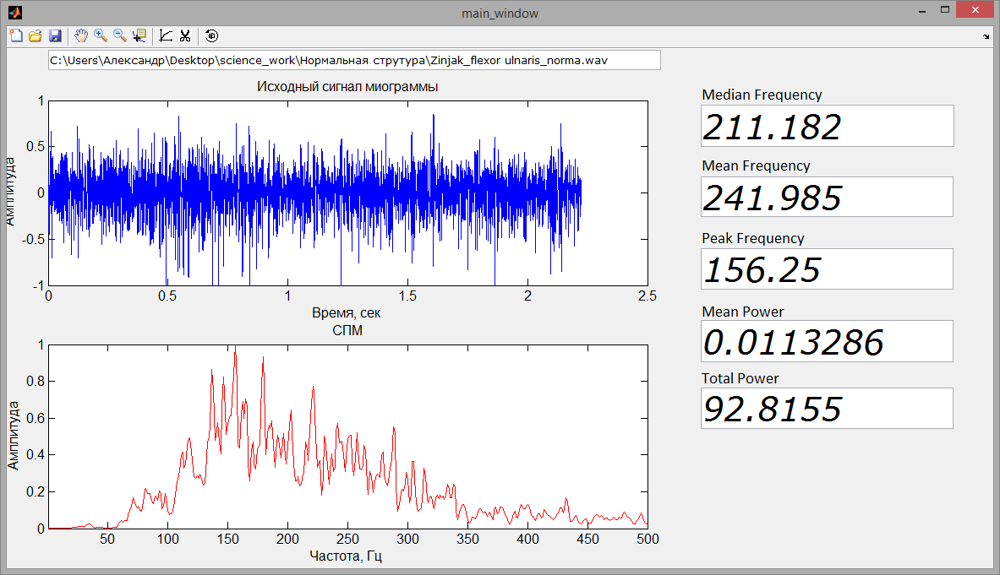 main_window
C:\Users\Александр\Desktop\science_work\Нормальная струтура\Zinjak_flexor ulnaris_norma.wav
Исходный сигнал миограммы
1
0.5
0
-0.5
-1
Ампплитуда
0 0.5 1 1.5 2 2.5
Время, сек
СПМ
1
0.8
0.6
0.4
0.2
0
Ампплитуда
50 100 150 200 250 300 350 400 450 500
Частота, Гц
Median Frequency
211.182
Mean Frequency
241.985
Peak Frequency
156.25
Mean Power
0.0113286
Total Power
92.8155